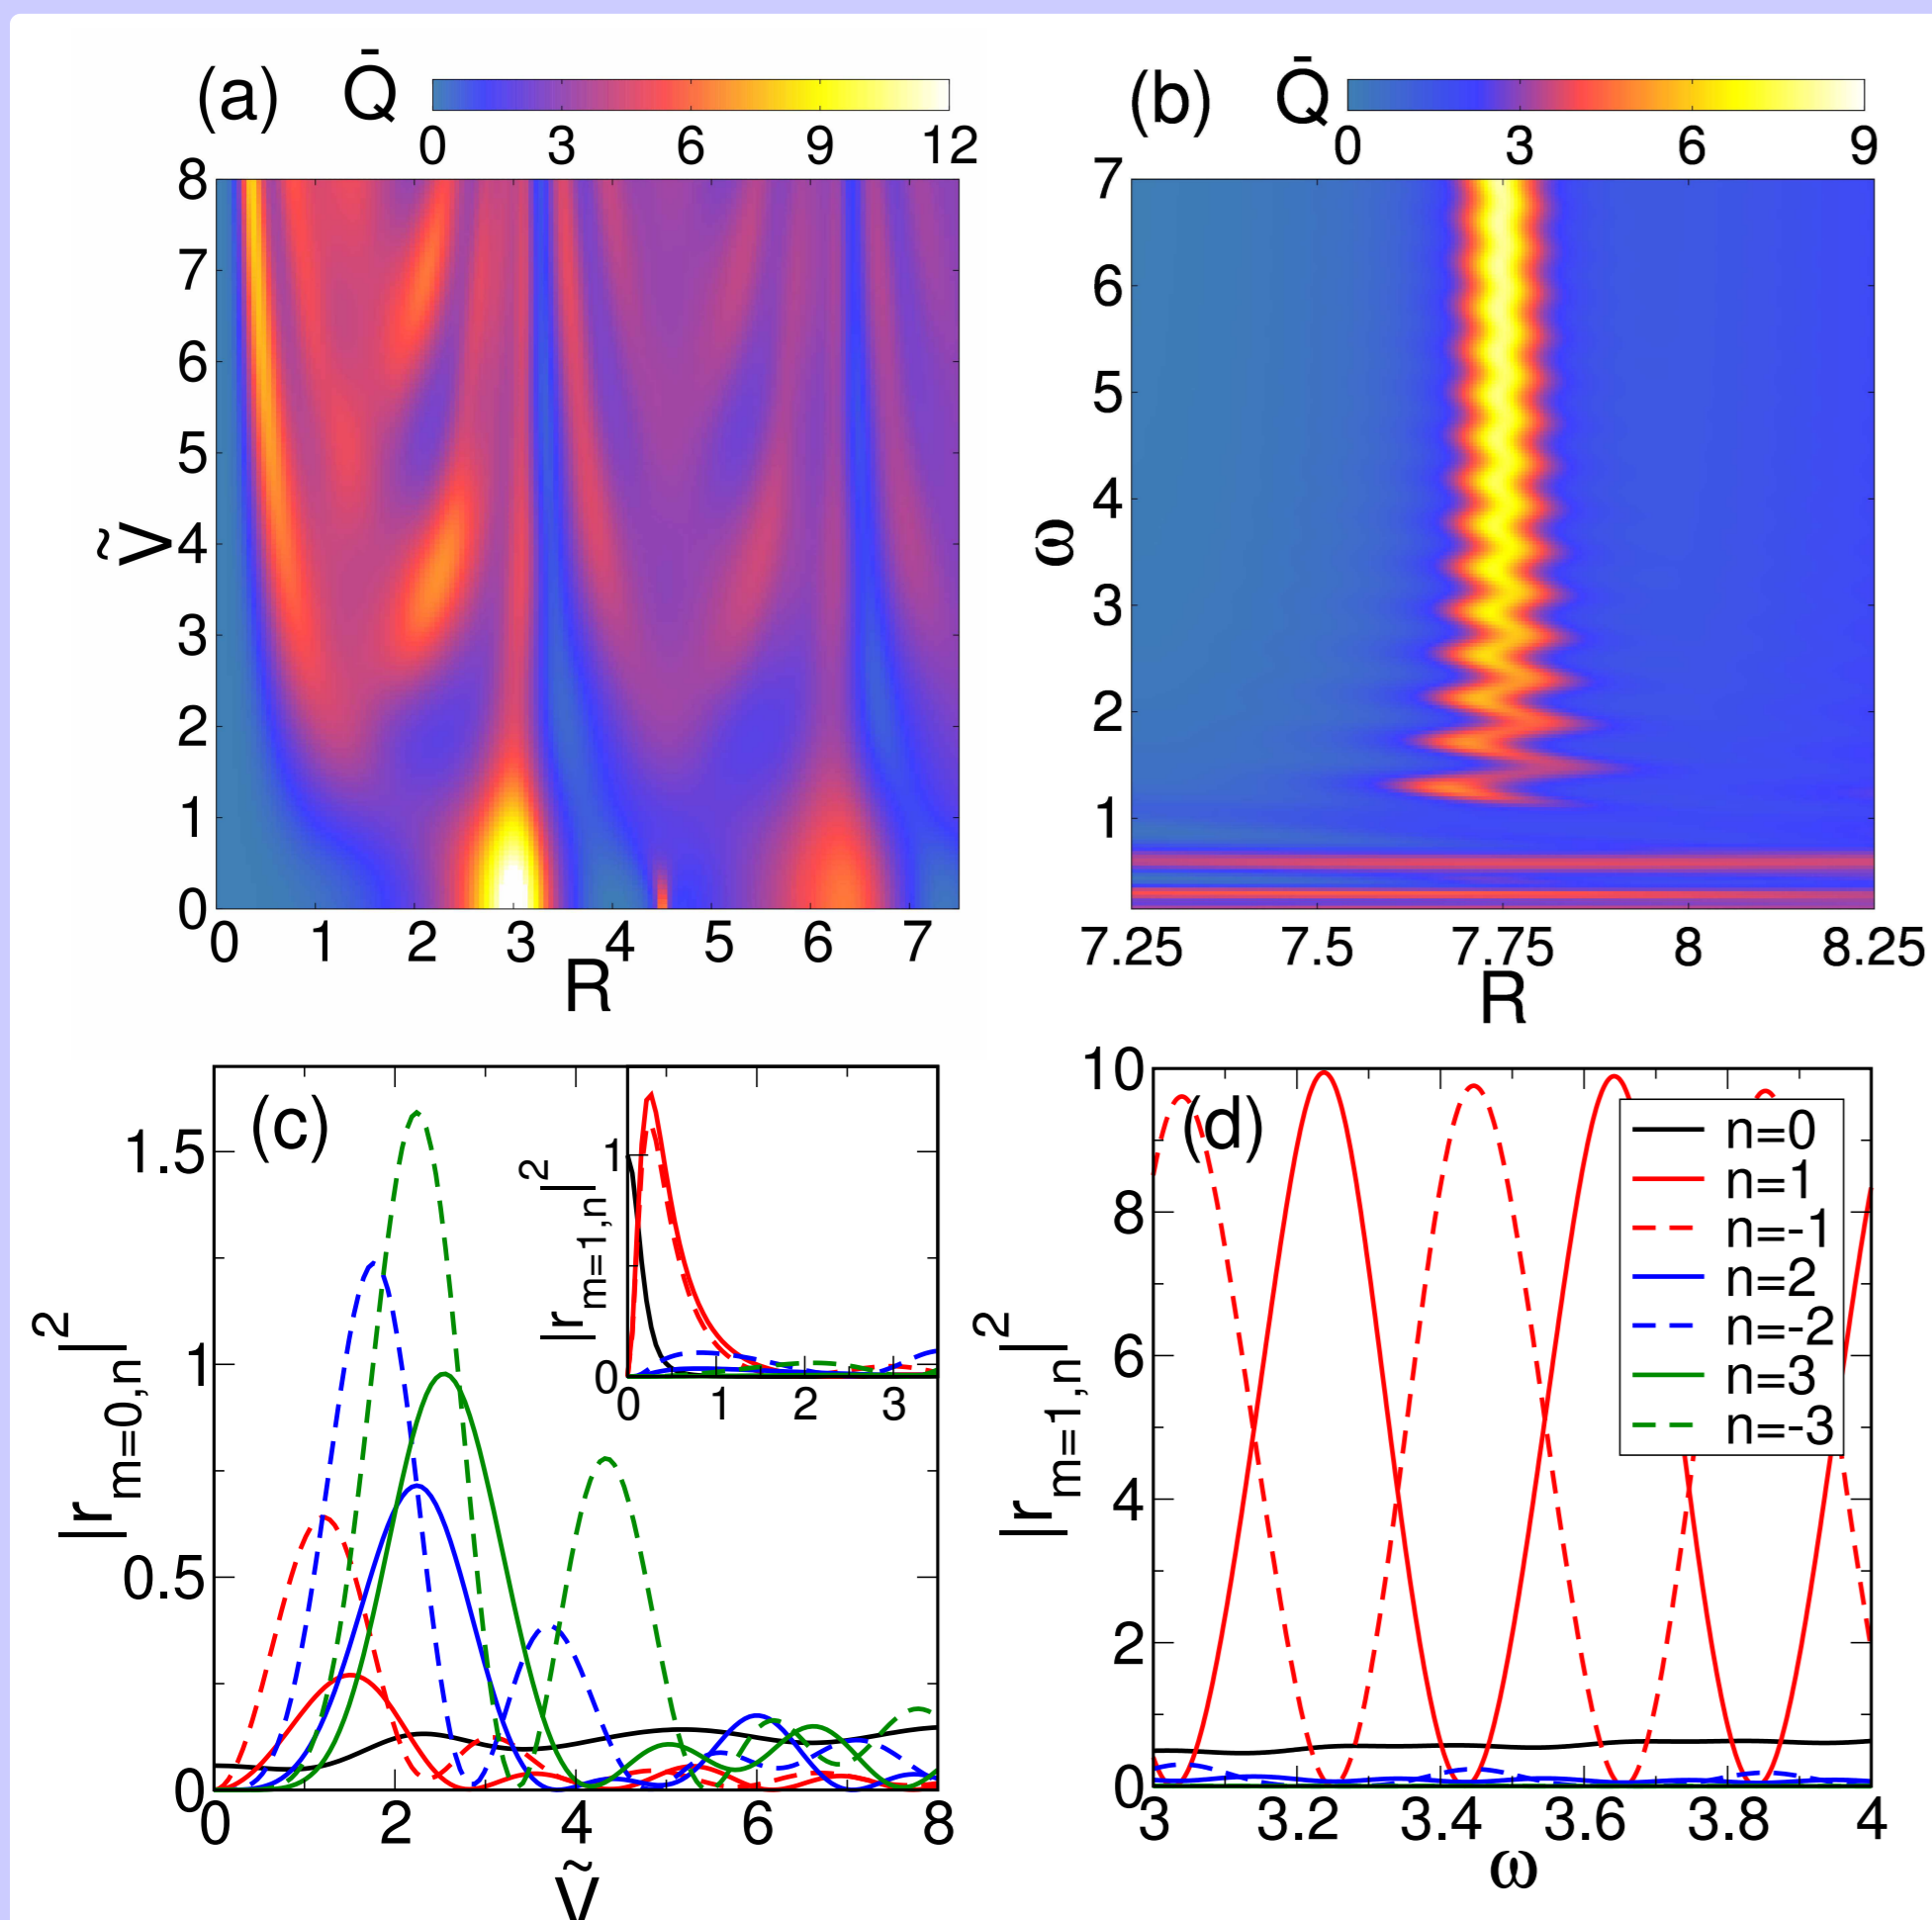 (a) Q̄
0 3 6 9 12
8
7
6
5
4
3
2
1
0
Ṽ
0 1 2 3 4 5 6 7
R
(b) Q̄
0 3 6 9
7
6
5
4
3
2
1
ω
7.25 7.5 7.75 8 8.25
R
(c)
1.5
1
0.5
0
|r_{m=0,n}|^2
0 2 4 6 8
Ṽ
1
0
|r_{m=1,n}|^2
0 1 2 3
(d)
10
8
6
4
2
0
|r_{m=1,n}|^2
3 3.2 3.4 3.6 3.8 4
ω
n=0
n=1
n=-1
n=2
n=-2
n=3
n=-3